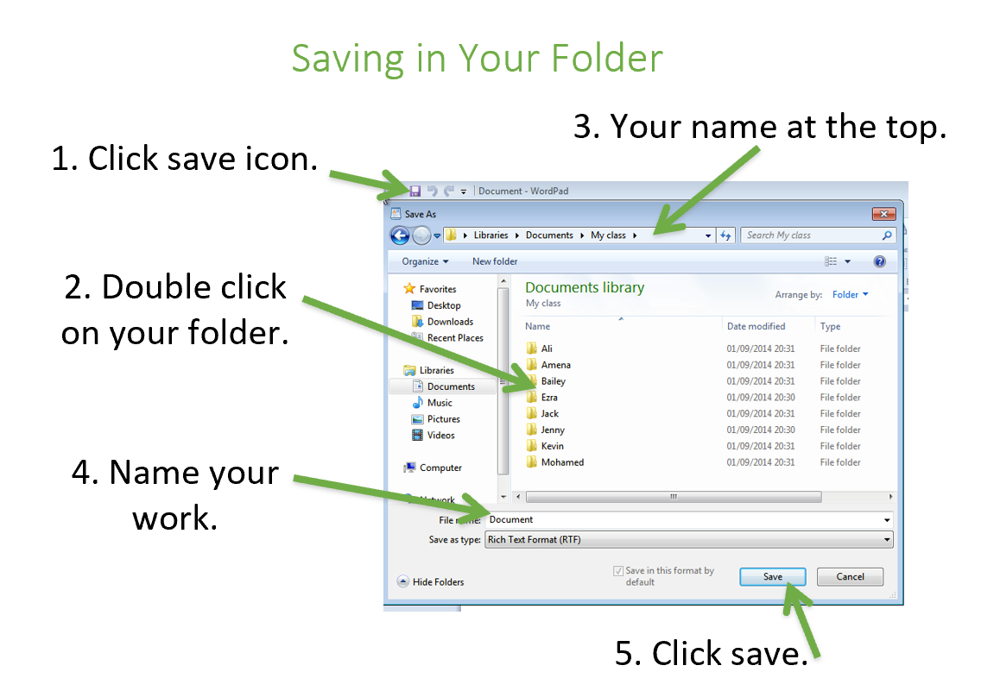 Saving in Your Folder
3. Your name at the top.
1. Click save icon.
Document - WordPad
Save As
Libraries Documents My class
Search My class
Organize New folder
2. Double click
on your folder.
Favorites
Desktop
Downloads
Recent Places
Libraries
Documents
Music
Pictures
Videos
Computer
Network
Documents library
My class
Arrange by: Folder
Name Date modified Type
Ali 01/09/2014 20:31 File folder
Amena 01/09/2014 20:31 File folder
Bailey 01/09/2014 20:31 File folder
Ezra 01/09/2014 20:30 File folder
Jack 01/09/2014 20:31 File folder
Jenny 01/09/2014 20:30 File folder
Kevin 01/09/2014 20:31 File folder
Mohamed 01/09/2014 20:31 File folder
4. Name your
work.
File name: Document
Save as type: Rich Text Format (RTF)
Hide Folders
Save in this format by
default
Save Cancel
5. Click save.